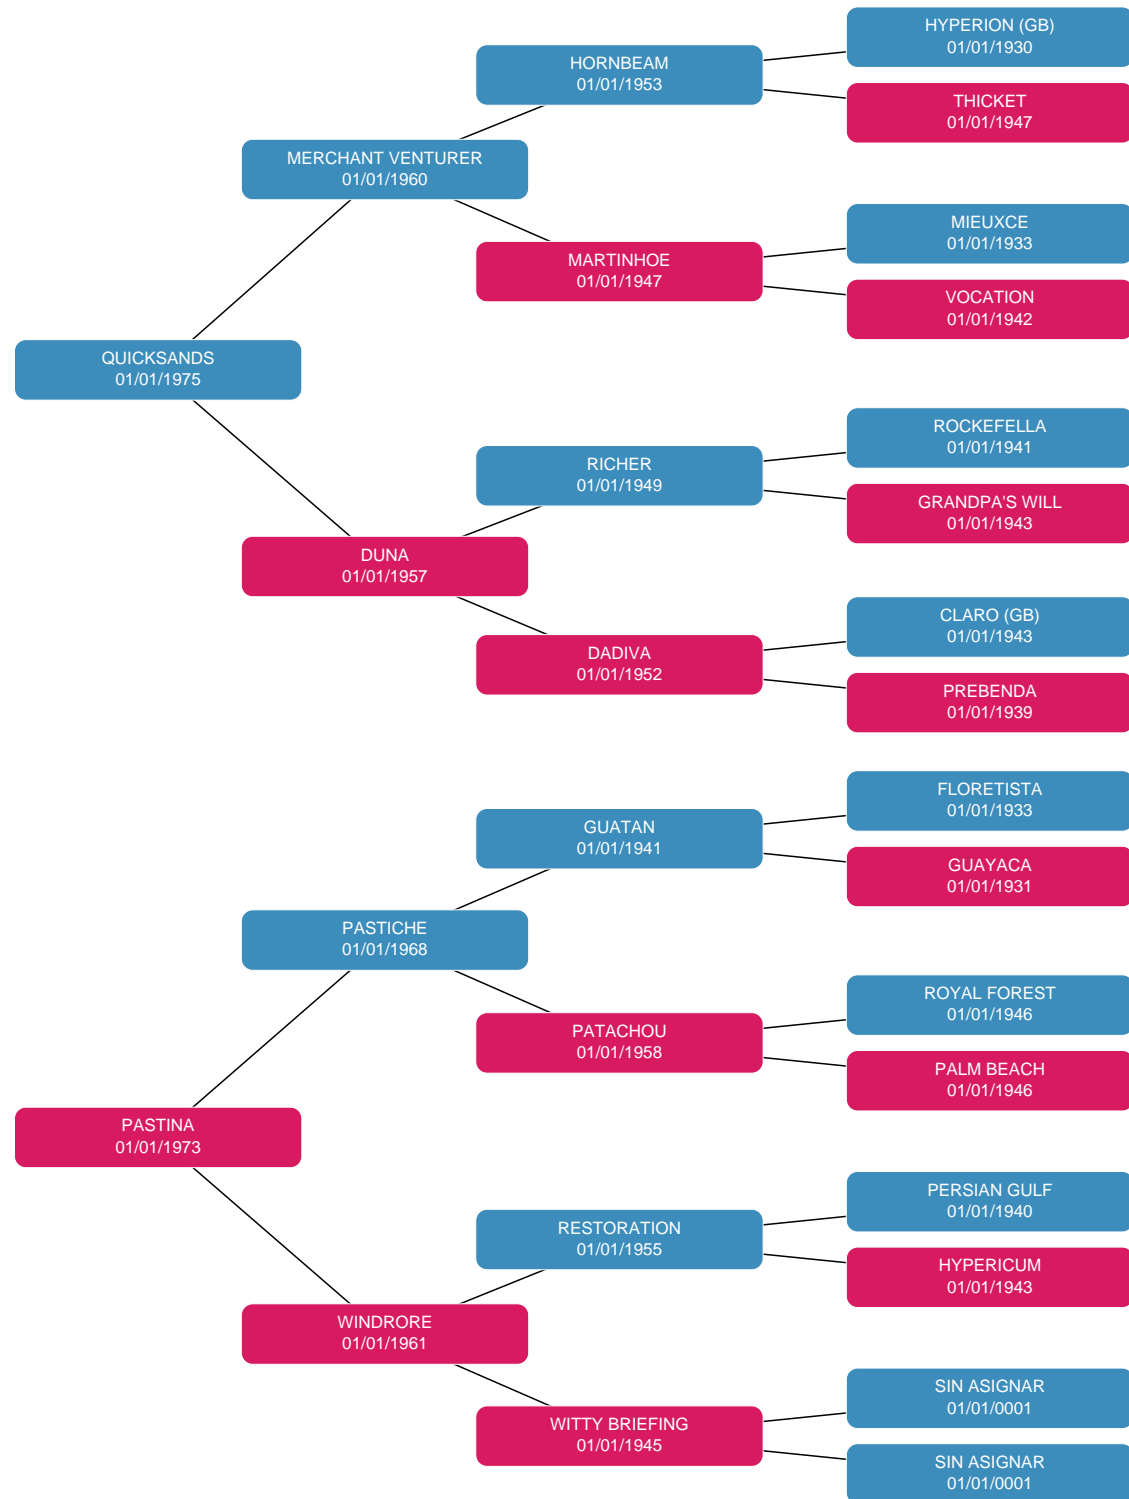 HYPERION (GB)
01/01/1930
HORNBEAM
01/01/1953
THICKET
01/01/1947
MERCHANT VENTURER
01/01/1960
MIEUXCE
01/01/1933
MARTINHOE
01/01/1947
VOCATION
01/01/1942
QUICKSANDS
01/01/1975
ROCKEFELLA
01/01/1941
RICHER
01/01/1949
GRANDPA'S WILL
01/01/1943
DUNA
01/01/1957
CLARO (GB)
01/01/1943
DADIVA
01/01/1952
PREBENDA
01/01/1939
FLORETISTA
01/01/1933
GUATAN
01/01/1941
GUAYACA
01/01/1931
PASTICHE
01/01/1968
ROYAL FOREST
01/01/1946
PATACHOU
01/01/1958
PALM BEACH
01/01/1946
PASTINA
01/01/1973
PERSIAN GULF
01/01/1940
RESTORATION
01/01/1955
HYPERICUM
01/01/1943
WINDRORE
01/01/1961
SIN ASIGNAR
01/01/0001
WITTY BRIEFING
01/01/1945
SIN ASIGNAR
01/01/0001